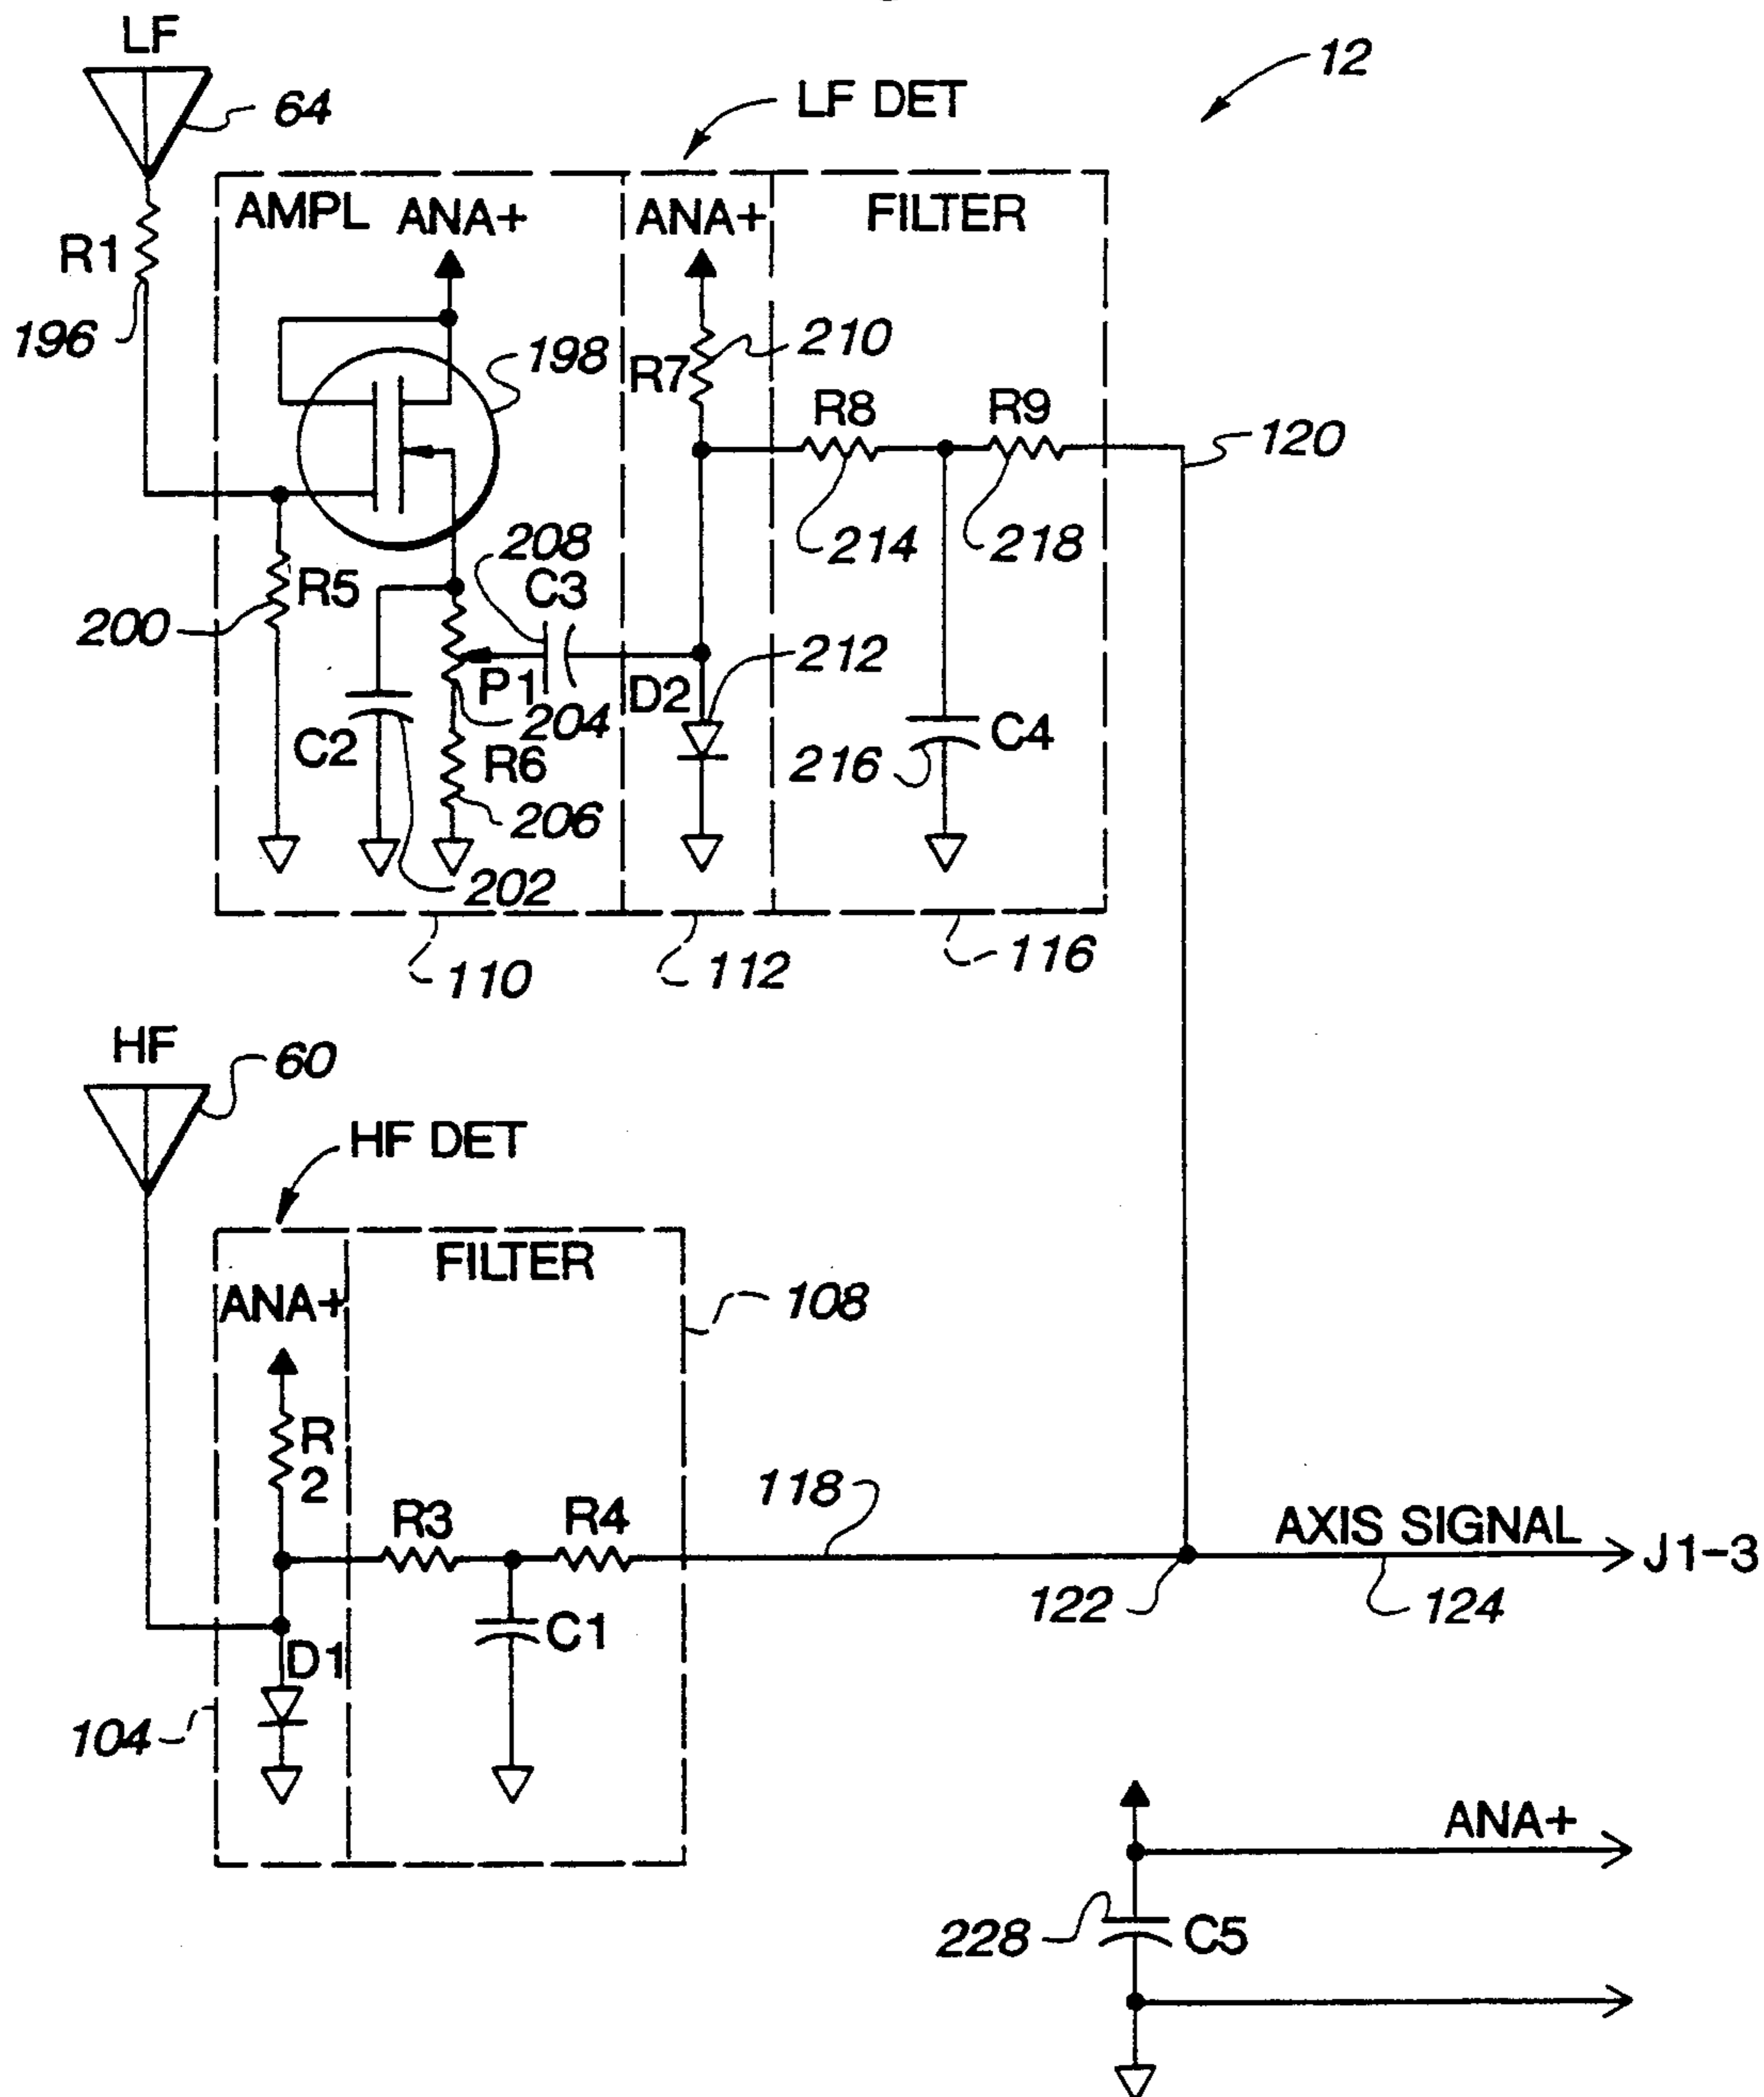 LF
12
64
LF DET
AMPL
ANA+
ANA+
FILTER
R1
196
198
R7
210
R8
R9
120
214
218
208
C3
R5
200
P1
204
D2
212
C2
R6
206
C4
216
202
110
112
116
HF
60
HF DET
FILTER
108
ANA+
R
2
R3
R4
118
AXIS SIGNAL
J1-3
122
124
C1
D1
104
ANA+
228
C5